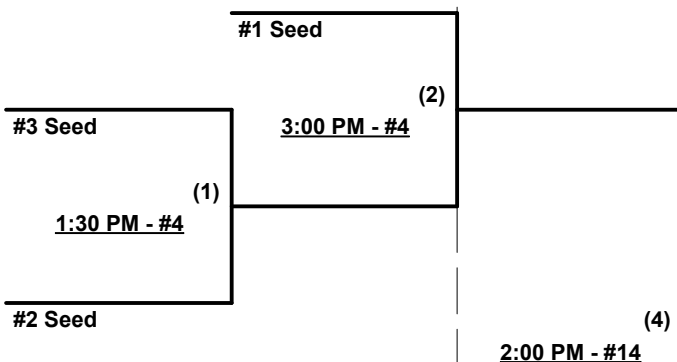 #1 Seed
(2)
3:00 PM - #4
#3 Seed
(1)
1:30 PM - #4
#2 Seed
(4)
2:00 PM - #14